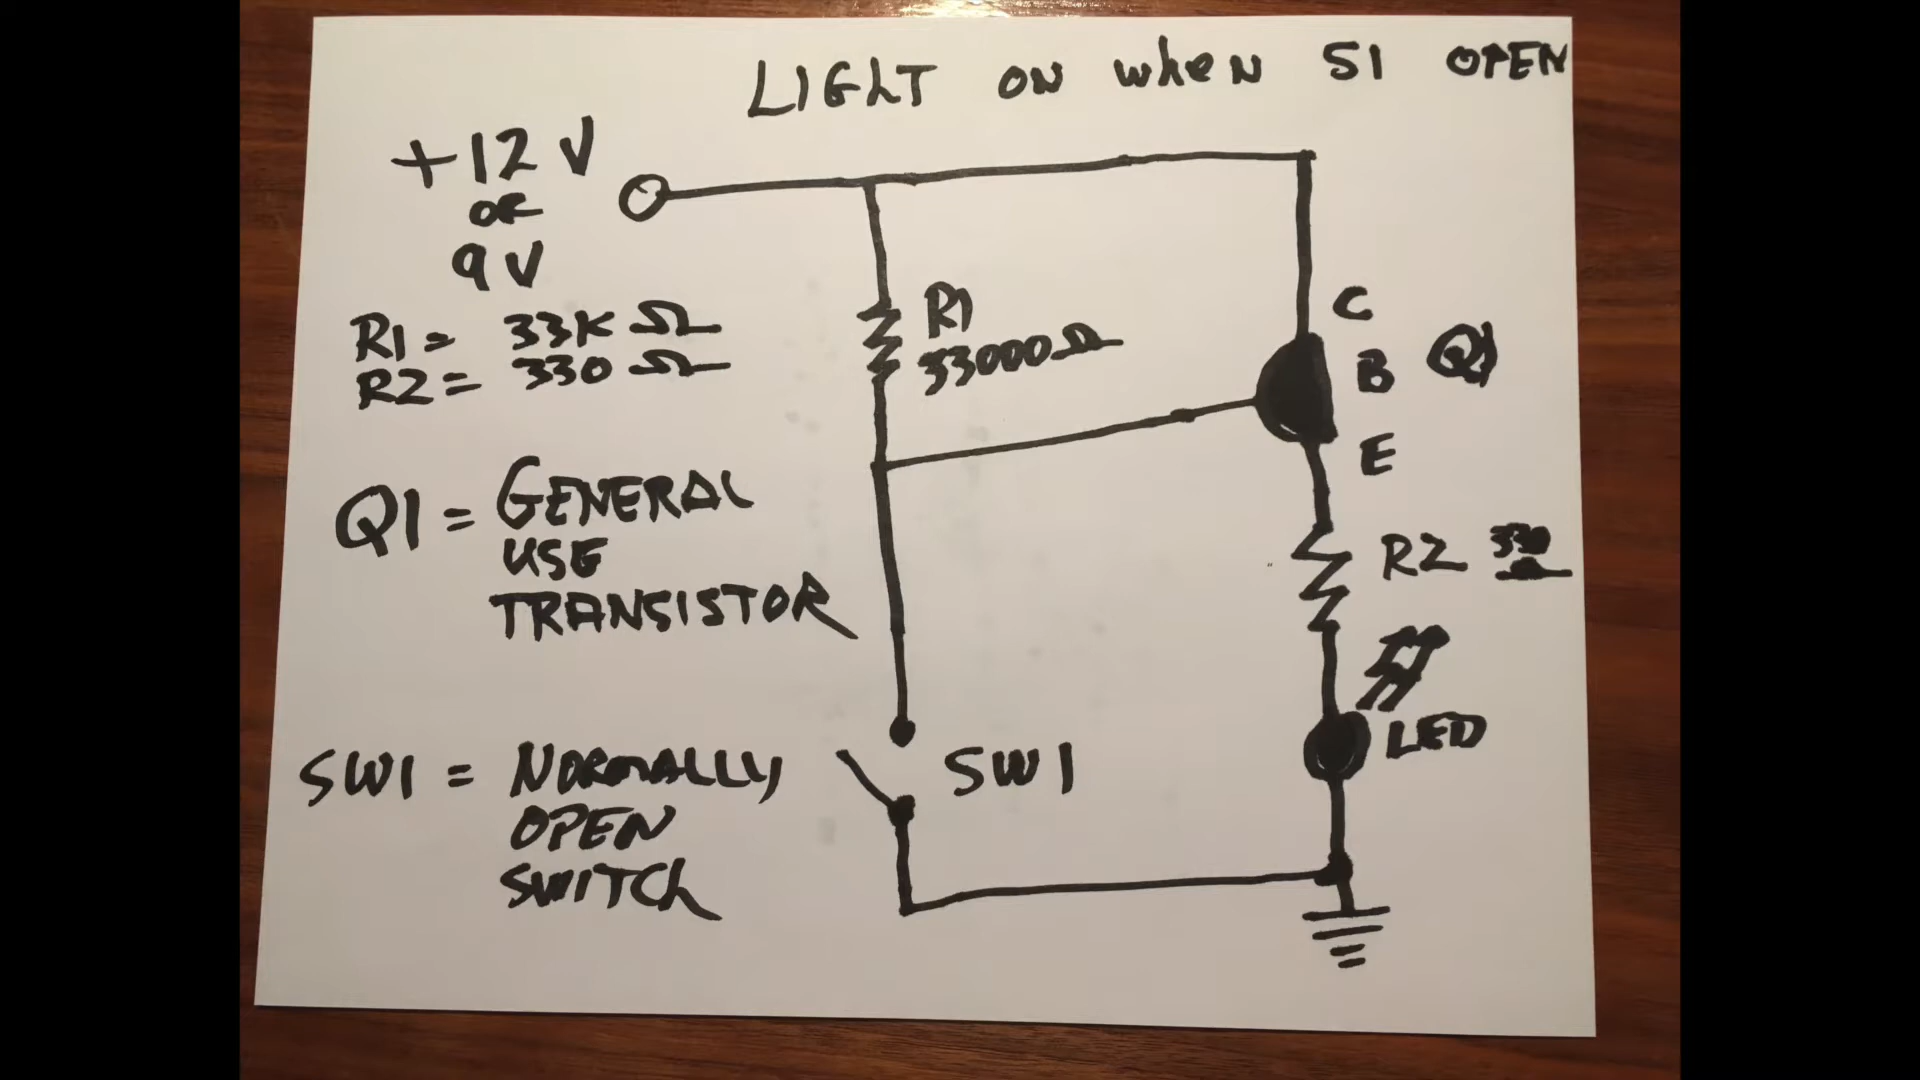 LIGHT ON when S1 OPEN
+12 V
OR
9 V
R1 = 33K Ω
R2 = 330 Ω
R1
33000 Ω
C
B
Q1
E
Q1 = GENERAL
USE
TRANSISTOR
R2 330
Ω
LED
SW1 = NORMALLY
OPEN
SWITCH
SW1